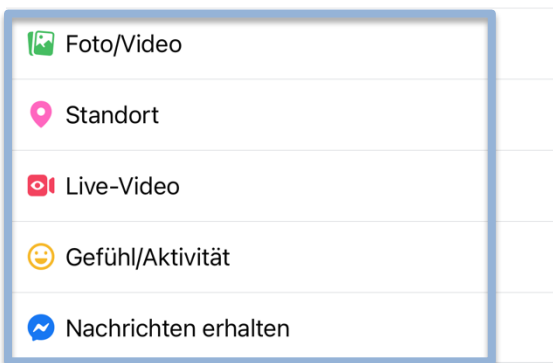 Foto/Video
Standort
Live-Video
Gefühl/Aktivität
Nachrichten erhalten